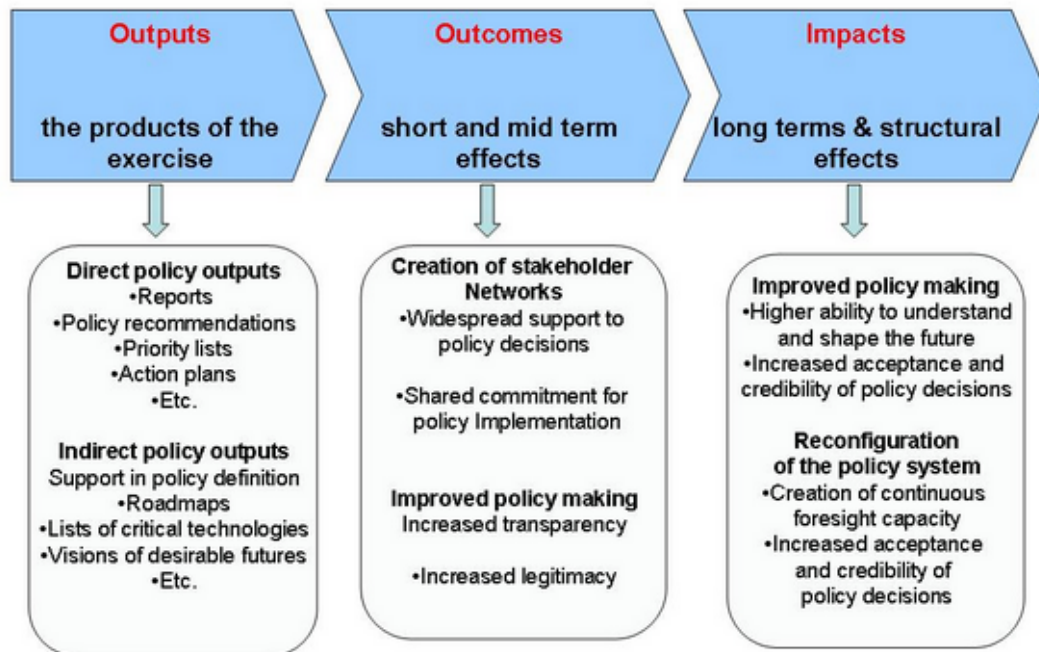 Outputs
the products of the
exercise
Outcomes
short and mid term
effects
Impacts
long terms & structural
effects
Direct policy outputs
•Reports
•Policy recommendations
•Priority lists
•Action plans
•Etc.
Indirect policy outputs
Support in policy definition
•Roadmaps
•Lists of critical technologies
•Visions of desirable futures
•Etc.
Creation of stakeholder
Networks
•Widespread support to
policy decisions
•Shared commitment for
policy Implementation
Improved policy making
Increased transparency
•Increased legitimacy
Improved policy making
•Higher ability to understand
and shape the future
•Increased acceptance and
credibility of policy decisions
Reconfiguration
of the policy system
•Creation of continuous
foresight capacity
•Increased acceptance
and credibility of
policy decisions